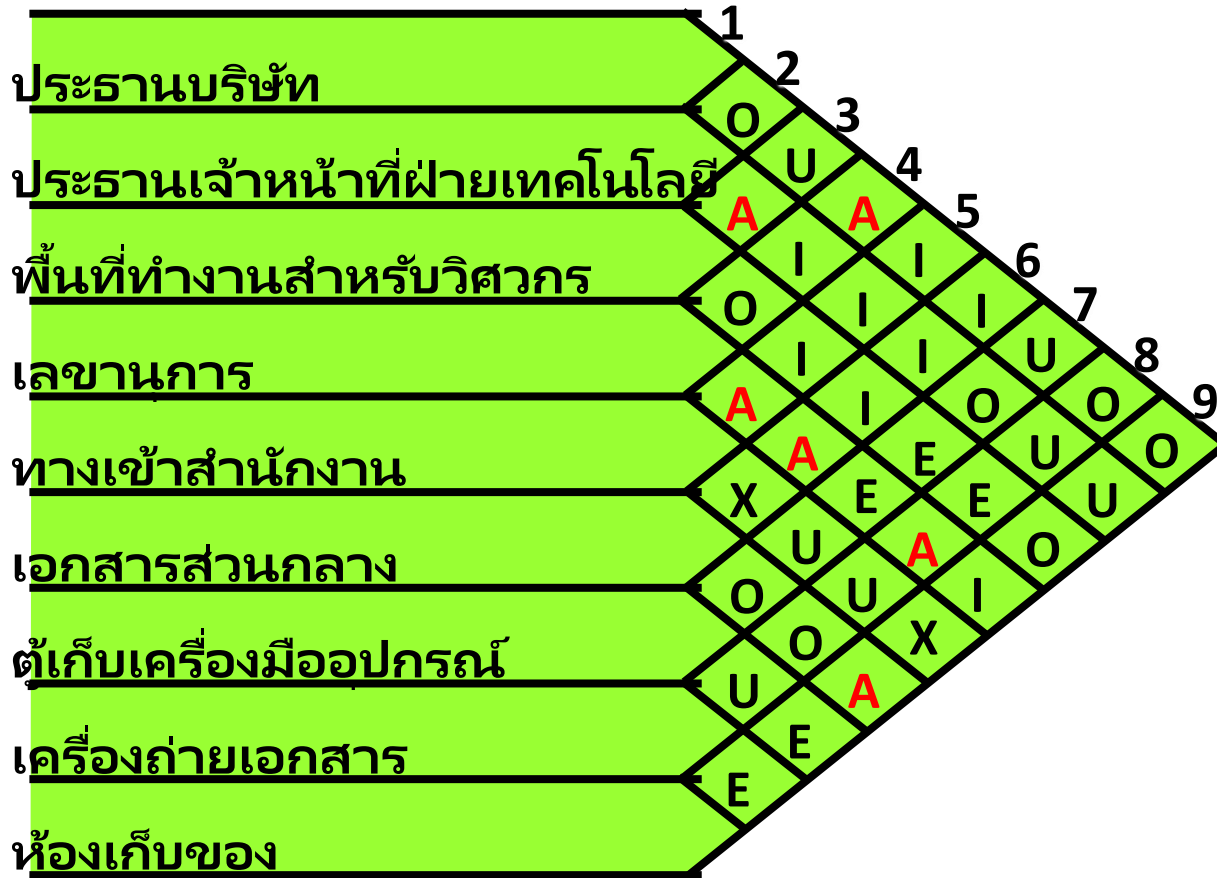 1
2
ประธานบริษัท
O 3
U 4
ประธานเจ้าหน้าที่ฝ่ายเทคโนโลยี
A A 5
I I 6
พื้นที่ทำงานสำหรับวิศวกร
O I I 7
I I U 8
เลขานุการ
A I O O 9
A E U O
ทางเข้าสำนักงาน
X E E U
U A O
เอกสารส่วนกลาง
O U I
O X
ตู้เก็บเครื่องมืออุปกรณ์
U A
E
เครื่องถ่ายเอกสาร
E
ห้องเก็บของ